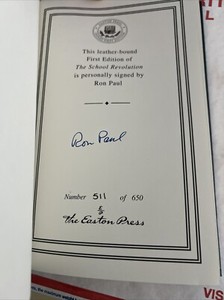 This leather-bound
First Edition of
The School Revolution
is personally signed by
Ron Paul
Ron Paul
Number 511 of 650
the Easton Press
VIS